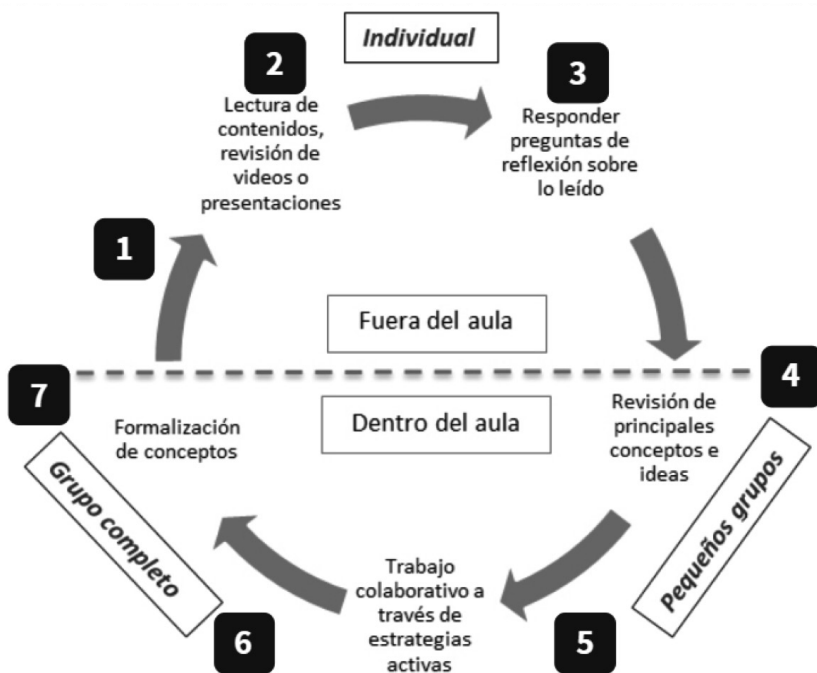 Individual
2
Lectura de
contenidos,
revisión de
videos o
presentaciones
3
Responder
preguntas de
reflexión sobre
lo leído
1
Fuera del aula
7
4
Formalización
de conceptos
Dentro del aula
Revisión de
principales
conceptos e
ideas
Grupo completo
Pequeños grupos
Trabajo
colaborativo a
través de
estrategias
activas
6
5